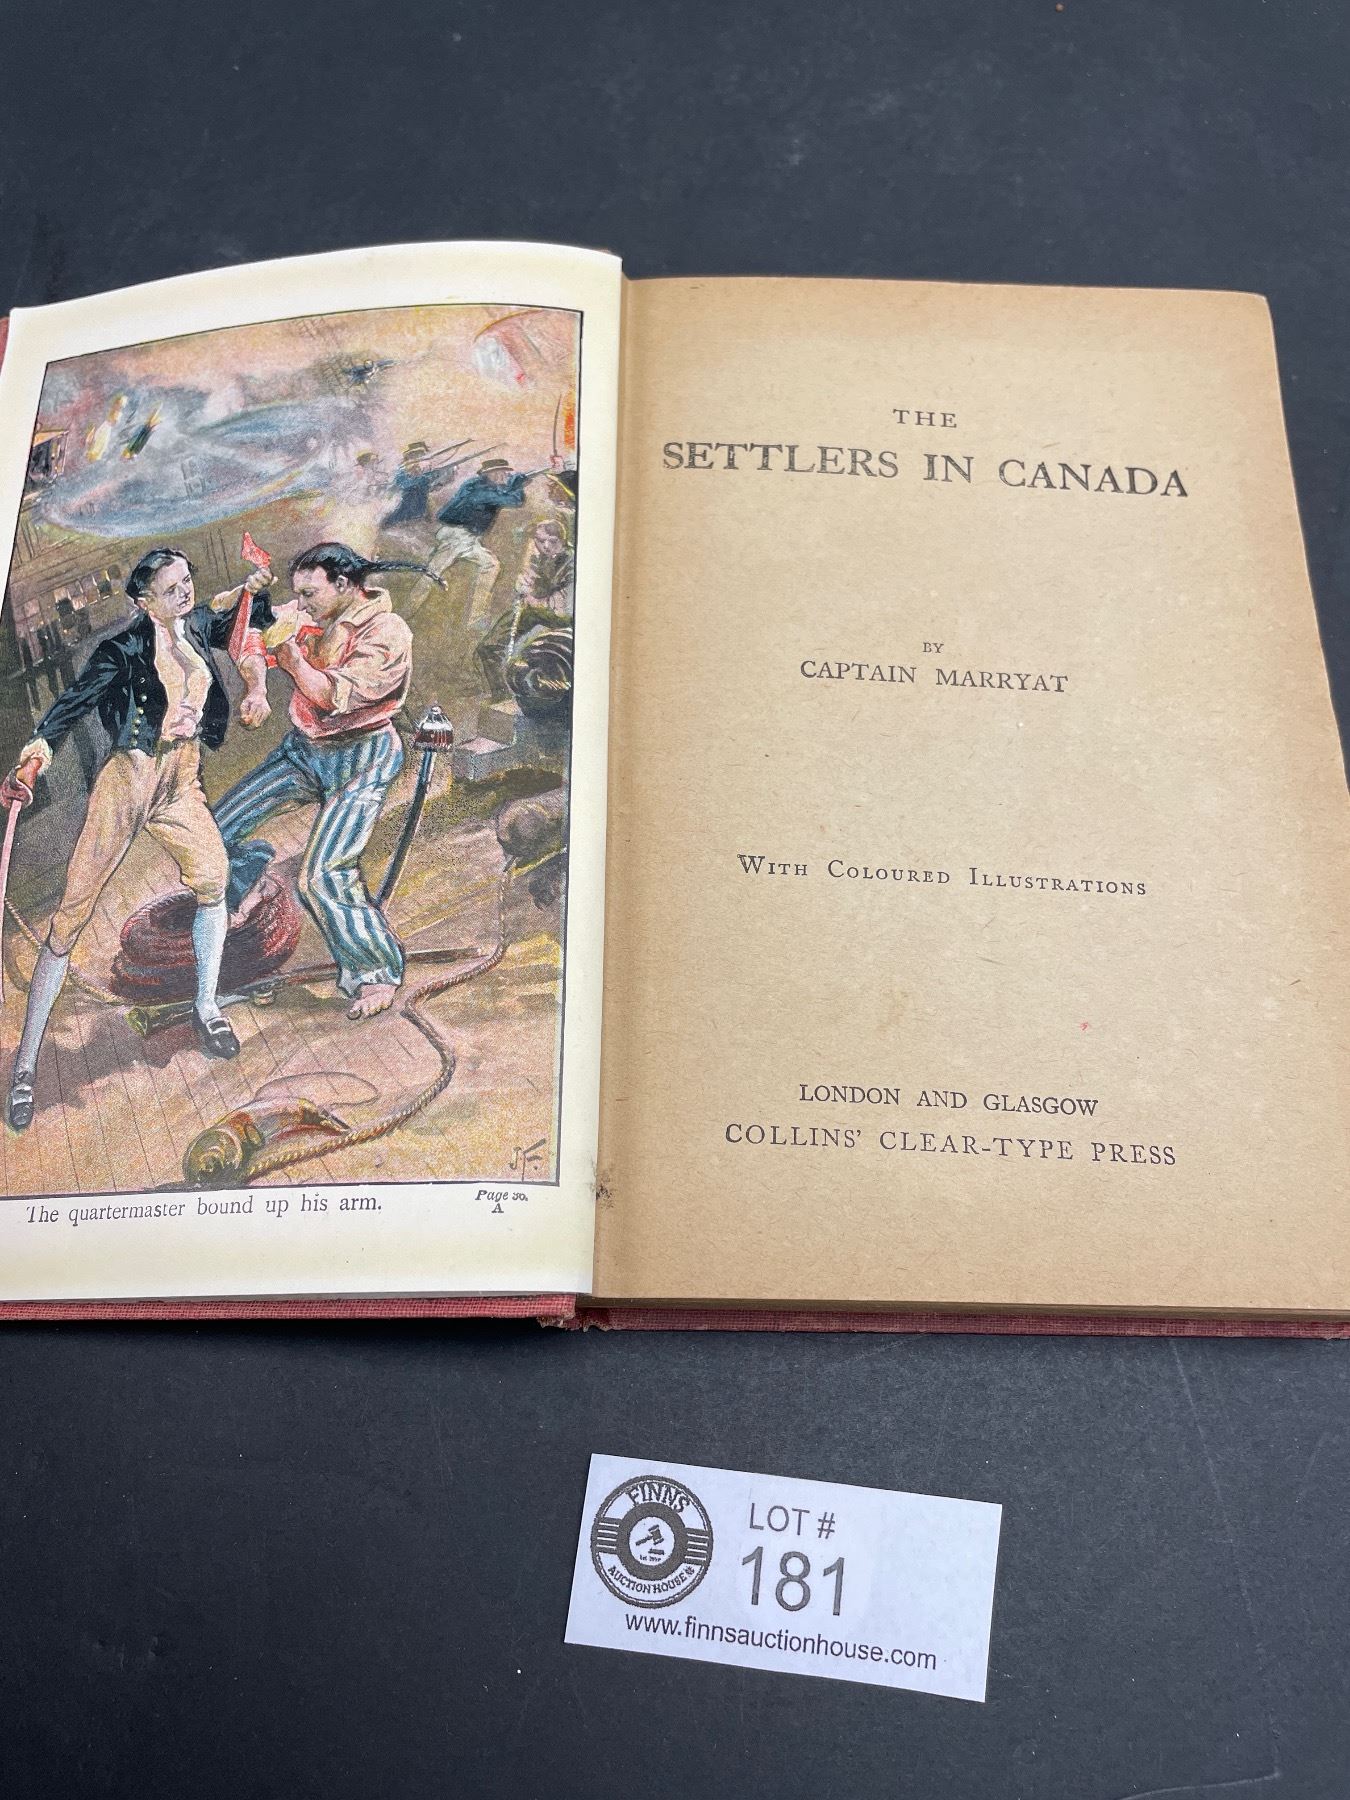 The quartermaster bound up his arm.
Page 30.
A
J.F.
THE
SETTLERS IN CANADA
BY
CAPTAIN MARRYAT
WITH COLOURED ILLUSTRATIONS
LONDON AND GLASGOW
COLLINS' CLEAR-TYPE PRESS
FINNS
AUCTION HOUSE
LOT #
181
www.finnsauctionhouse.com